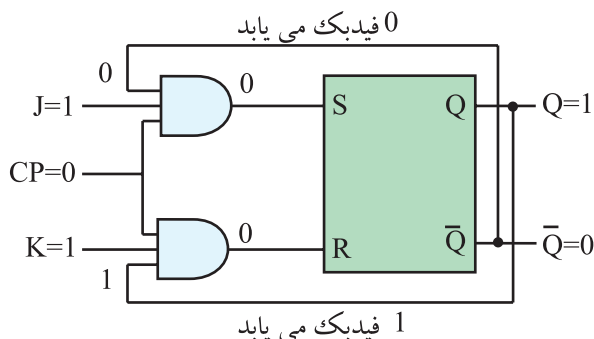 0 فیدبک می یابد
0
0
J=1
S
Q
Q=1
CP=0
K=1
0
R
Q̅
Q̅=0
1
1 فیدبک می یابد